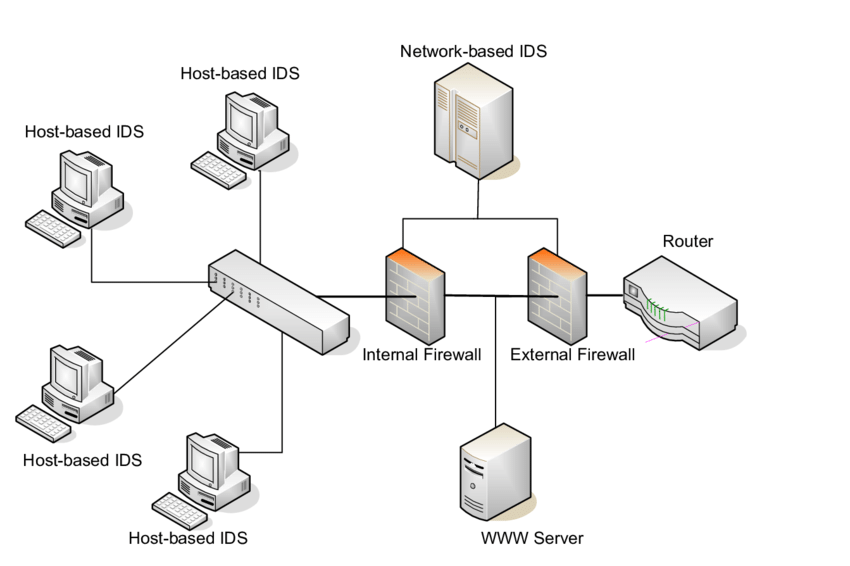 Network-based IDS
Host-based IDS
Host-based IDS
Router
Internal Firewall
External Firewall
Host-based IDS
Host-based IDS
WWW Server